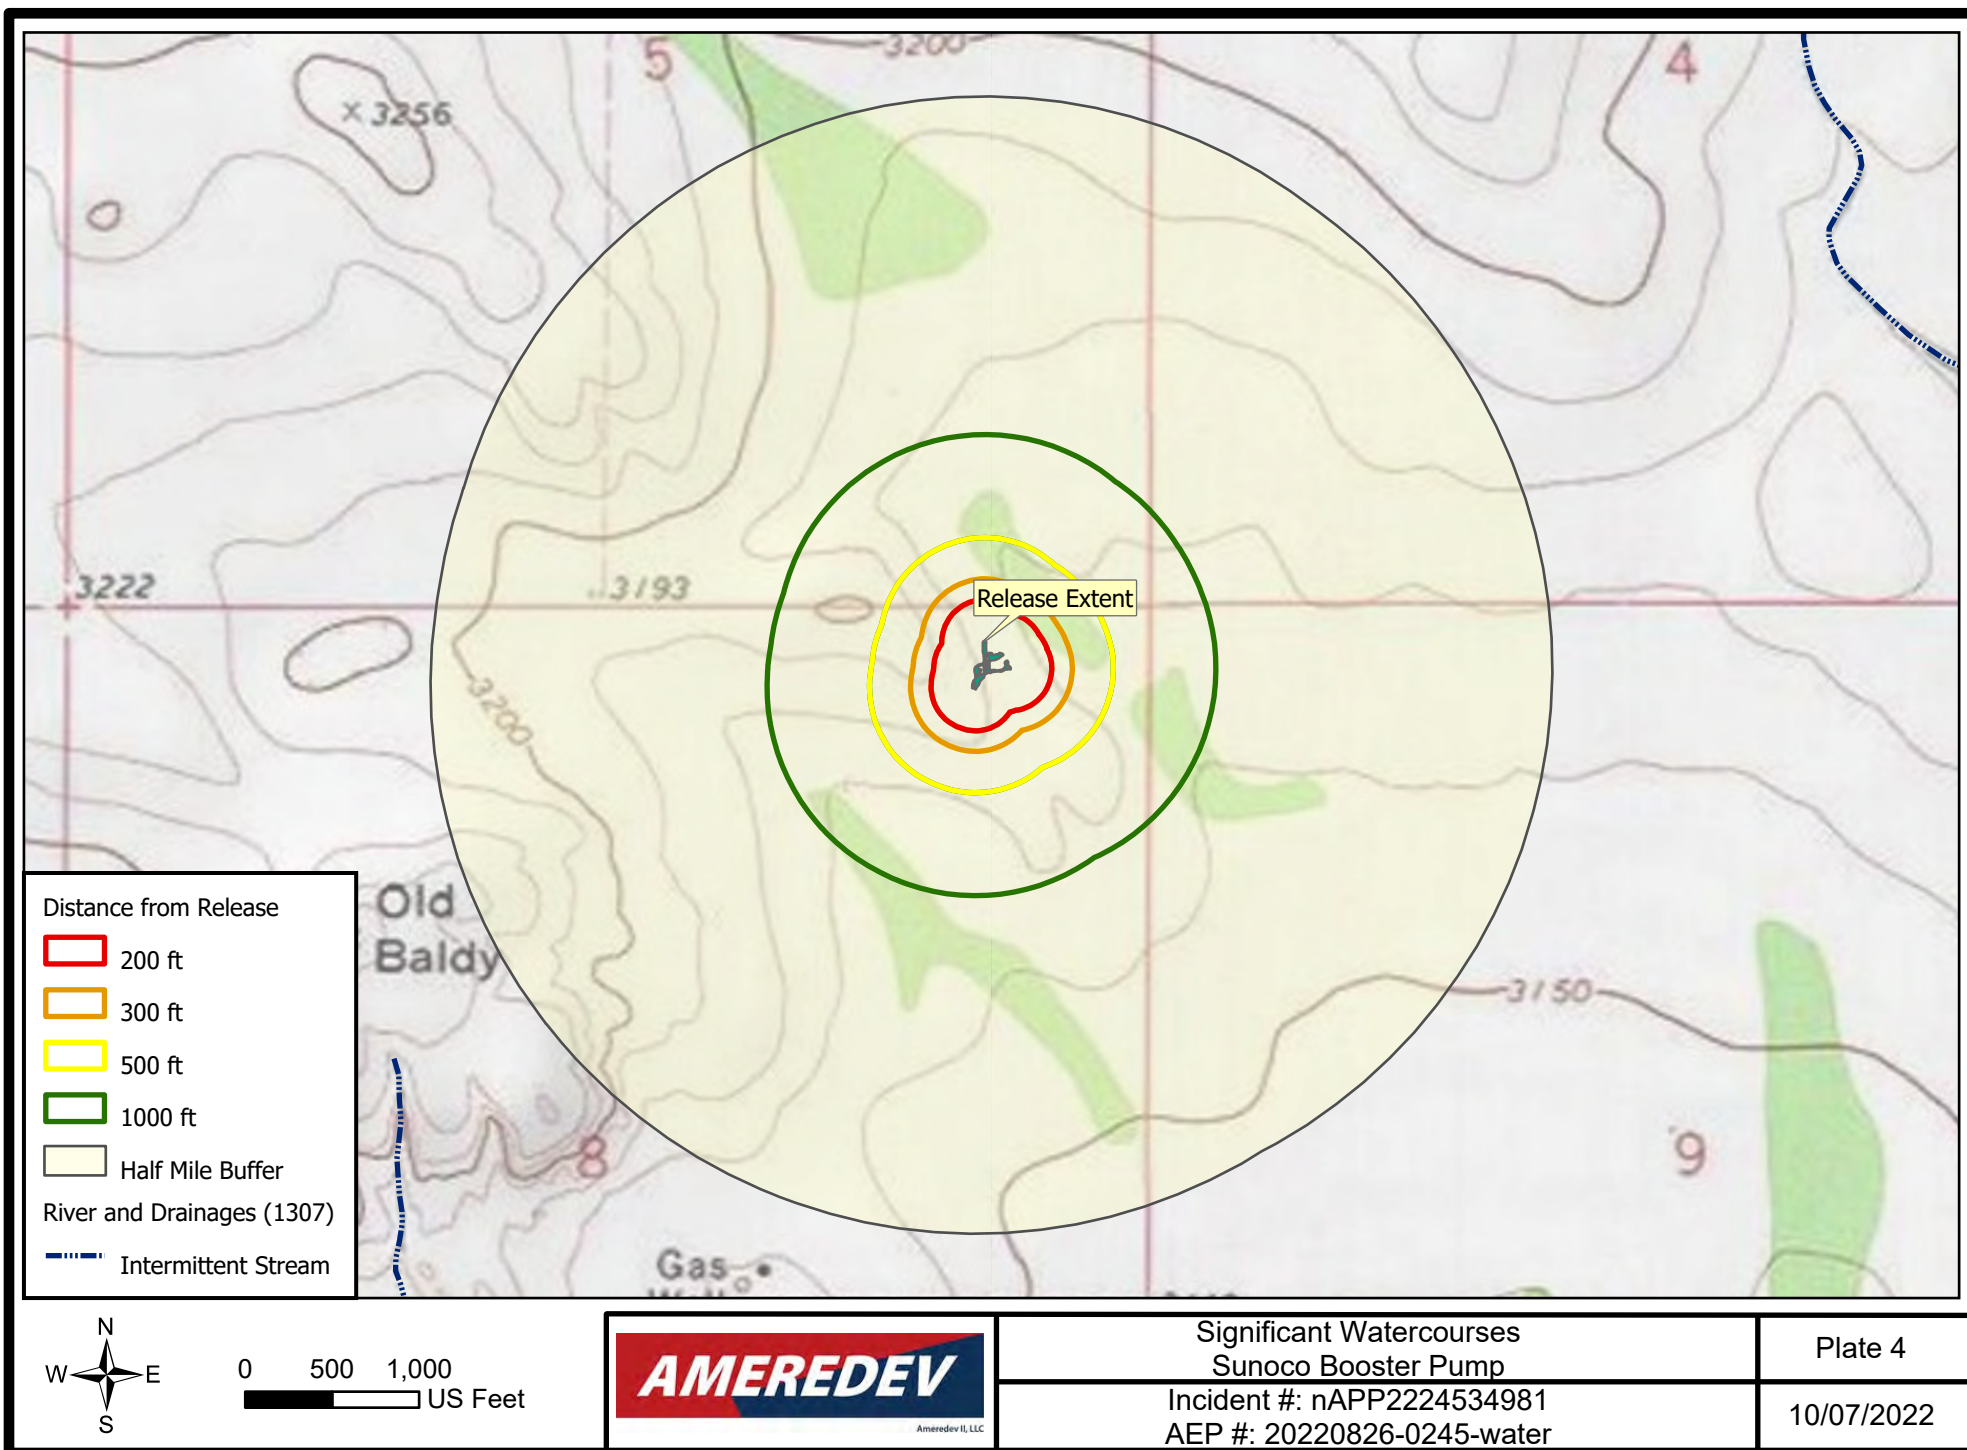 5
3200
4
3256
3222
3193
Release Extent
3200
Old
Baldy
3150
8
9
Gas
Distance from Release
200 ft
300 ft
500 ft
1000 ft
Half Mile Buffer
River and Drainages (1307)
Intermittent Stream
N
W E
S
0 500 1,000
US Feet
AMEREDEV
Ameredev II, LLC
Significant Watercourses
Sunoco Booster Pump
Incident #: nAPP2224534981
AEP #: 20220826-0245-water
Plate 4
10/07/2022